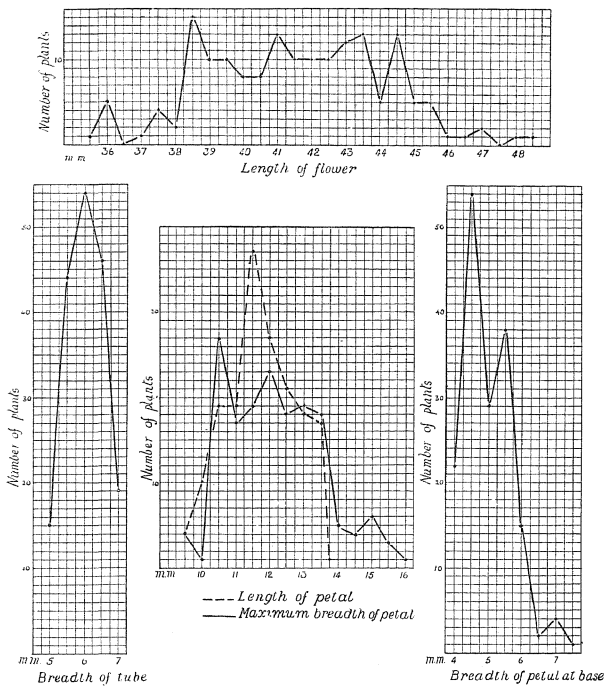 Number of plants
10
m m 36 37 38 39 40 41 42 43 44 45 46 47 48
Length of flower
Number of plants
50
40
30
20
10
m m. 5 6 7
Breadth of tube
Number of plants
m.m 10 11 12 13 14 15 16
Length of petal
Maximum breadth of petal
Number of plants
50
40
30
20
10
m.m. 4 5 6 7
Breadth of petal at base